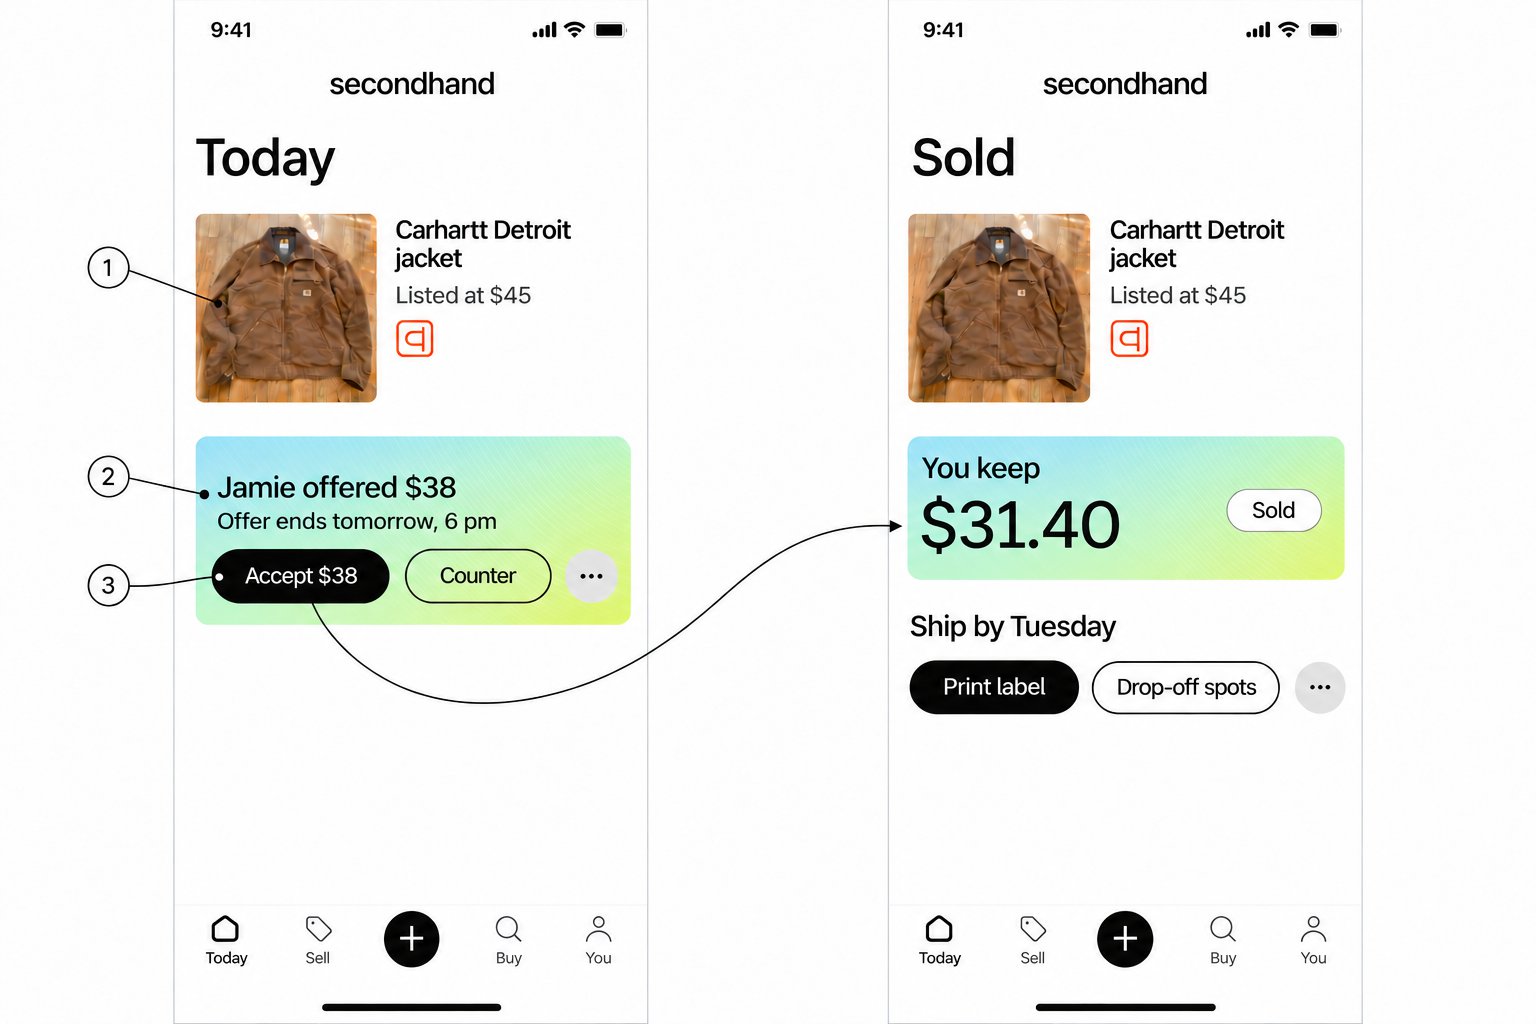 9:41
secondhand
Today
Carhartt Detroit
jacket
Listed at $45
1
2
Jamie offered $38
Offer ends tomorrow, 6 pm
3
Accept $38
Counter
Today
Sell
Buy
You
9:41
secondhand
Sold
Carhartt Detroit
jacket
Listed at $45
You keep
$31.40
Sold
Ship by Tuesday
Print label
Drop-off spots
Today
Sell
Buy
You